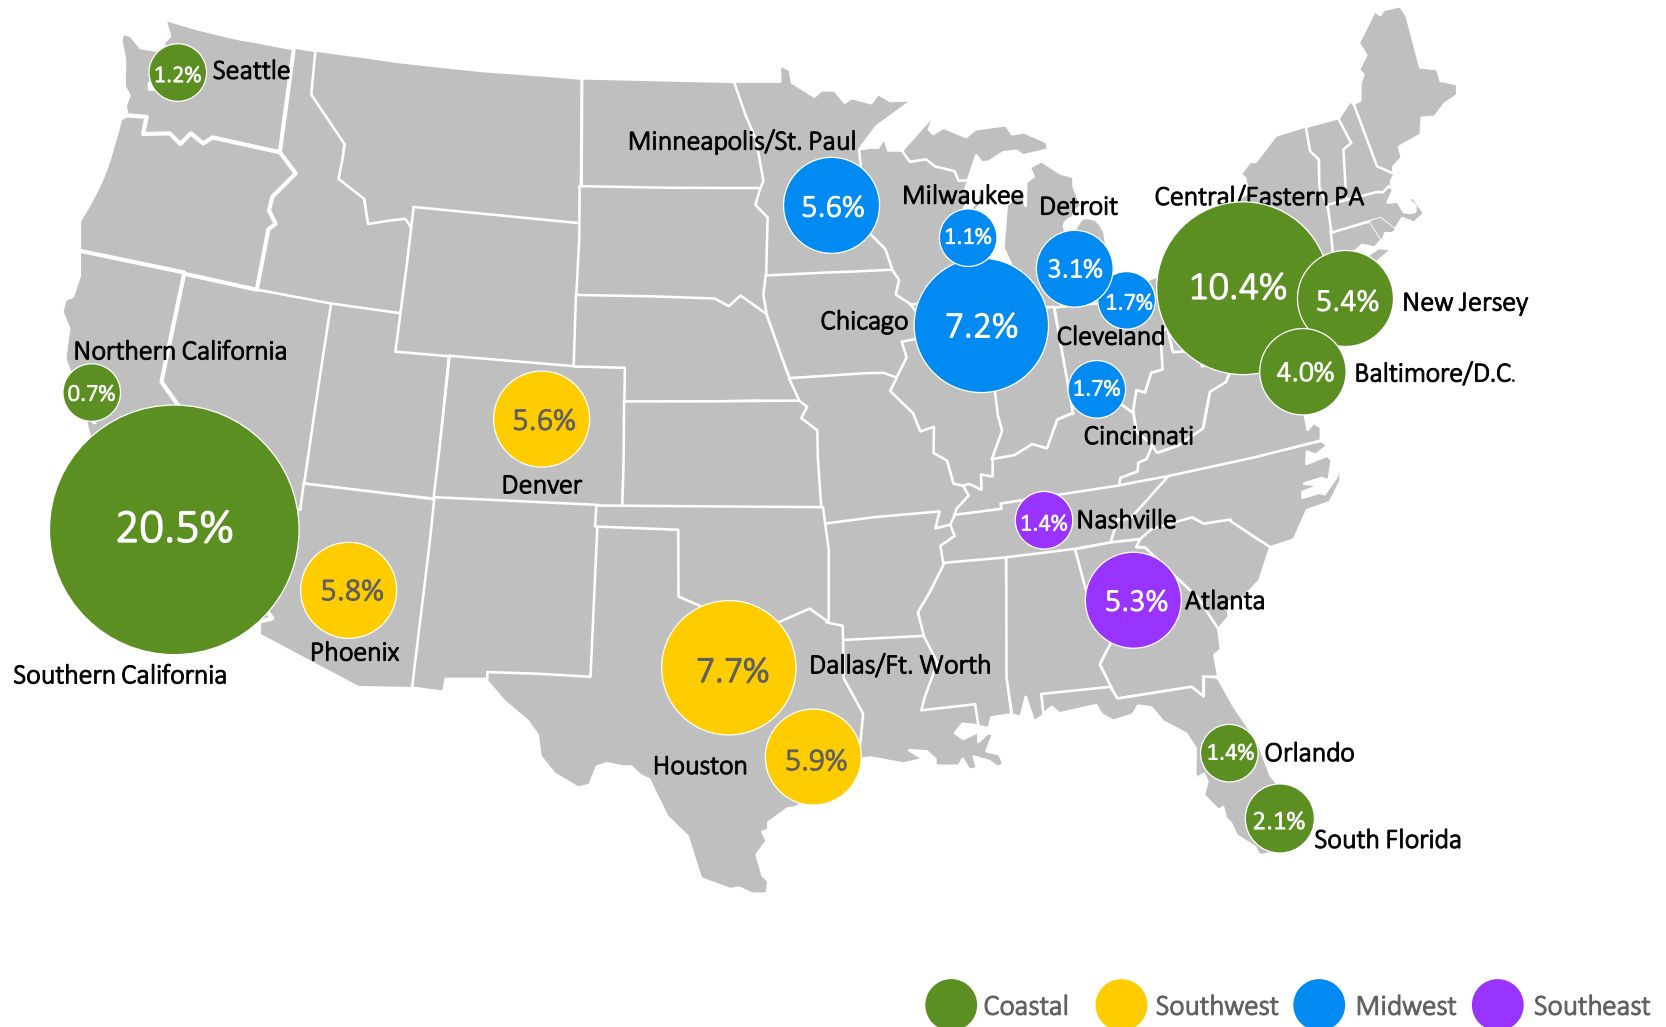 1.2%
Seattle
Minneapolis/St. Paul
5.6%
Milwaukee
1.1%
Detroit
3.1%
Central/Eastern PA
10.4%
5.4%
New Jersey
1.7%
Cleveland
Chicago
7.2%
4.0%
Baltimore/D.C.
1.7%
Cincinnati
Northern California
0.7%
5.6%
Denver
20.5%
Southern California
5.8%
Phoenix
1.4%
Nashville
5.3%
Atlanta
7.7%
Dallas/Ft. Worth
Houston
5.9%
1.4%
Orlando
2.1%
South Florida
Coastal
Southwest
Midwest
Southeast